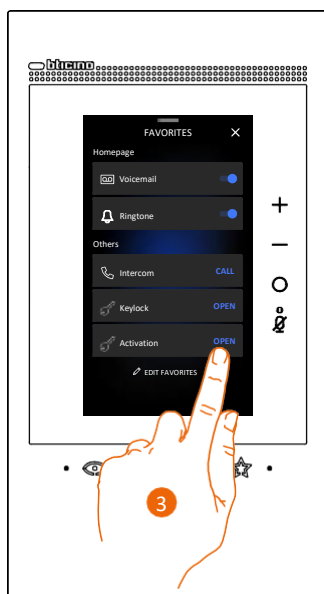 bticino
FAVORITES
Homepage
Voicemail
Ringtone
Others
Intercom CALL
Keylock OPEN
Activation OPEN
EDIT FAVORITES
3